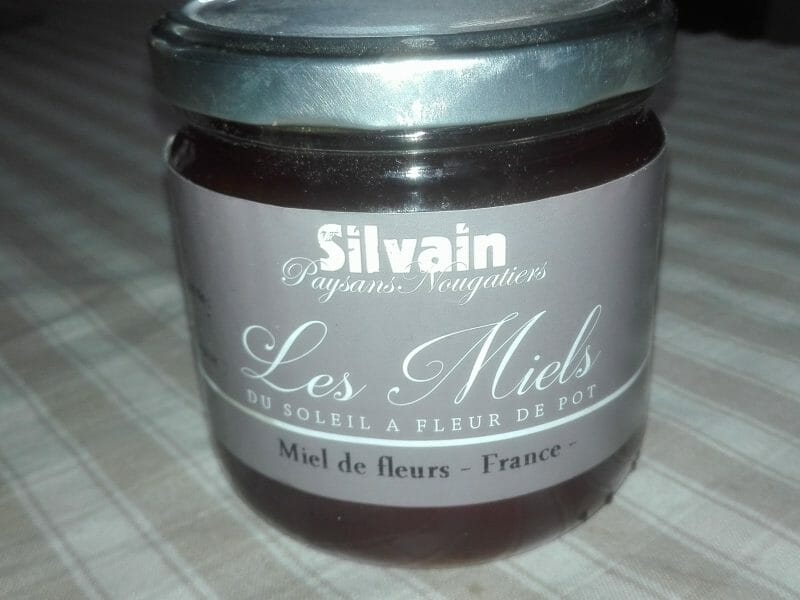 Silvain
Paysans Nougatiers
Les Miels
DU SOLEIL A FLEUR DE POT
Miel de fleurs - France -